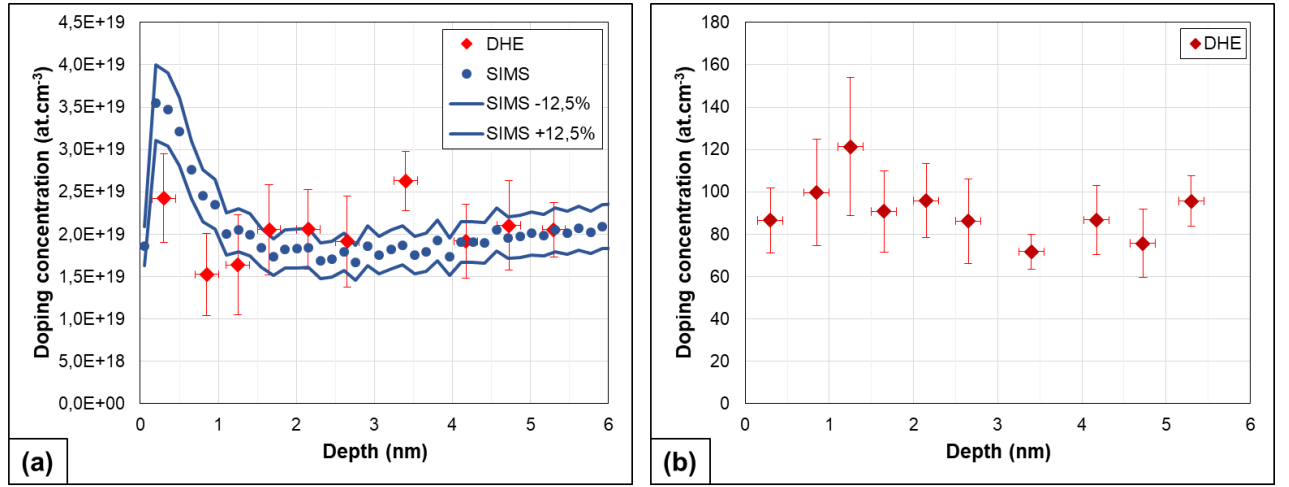 4,5E+19
4,0E+19
3,5E+19
3,0E+19
2,5E+19
2,0E+19
1,5E+19
1,0E+19
5,0E+18
0,0E+00
Doping concentration (at.cm-3)
0 1 2 3 4 5 6
Depth (nm)
DHE
SIMS
SIMS -12,5%
SIMS +12,5%
(a)
180
160
140
120
100
80
60
40
20
0
Doping concentration (at.cm-3)
0 1 2 3 4 5 6
Depth (nm)
DHE
(b)